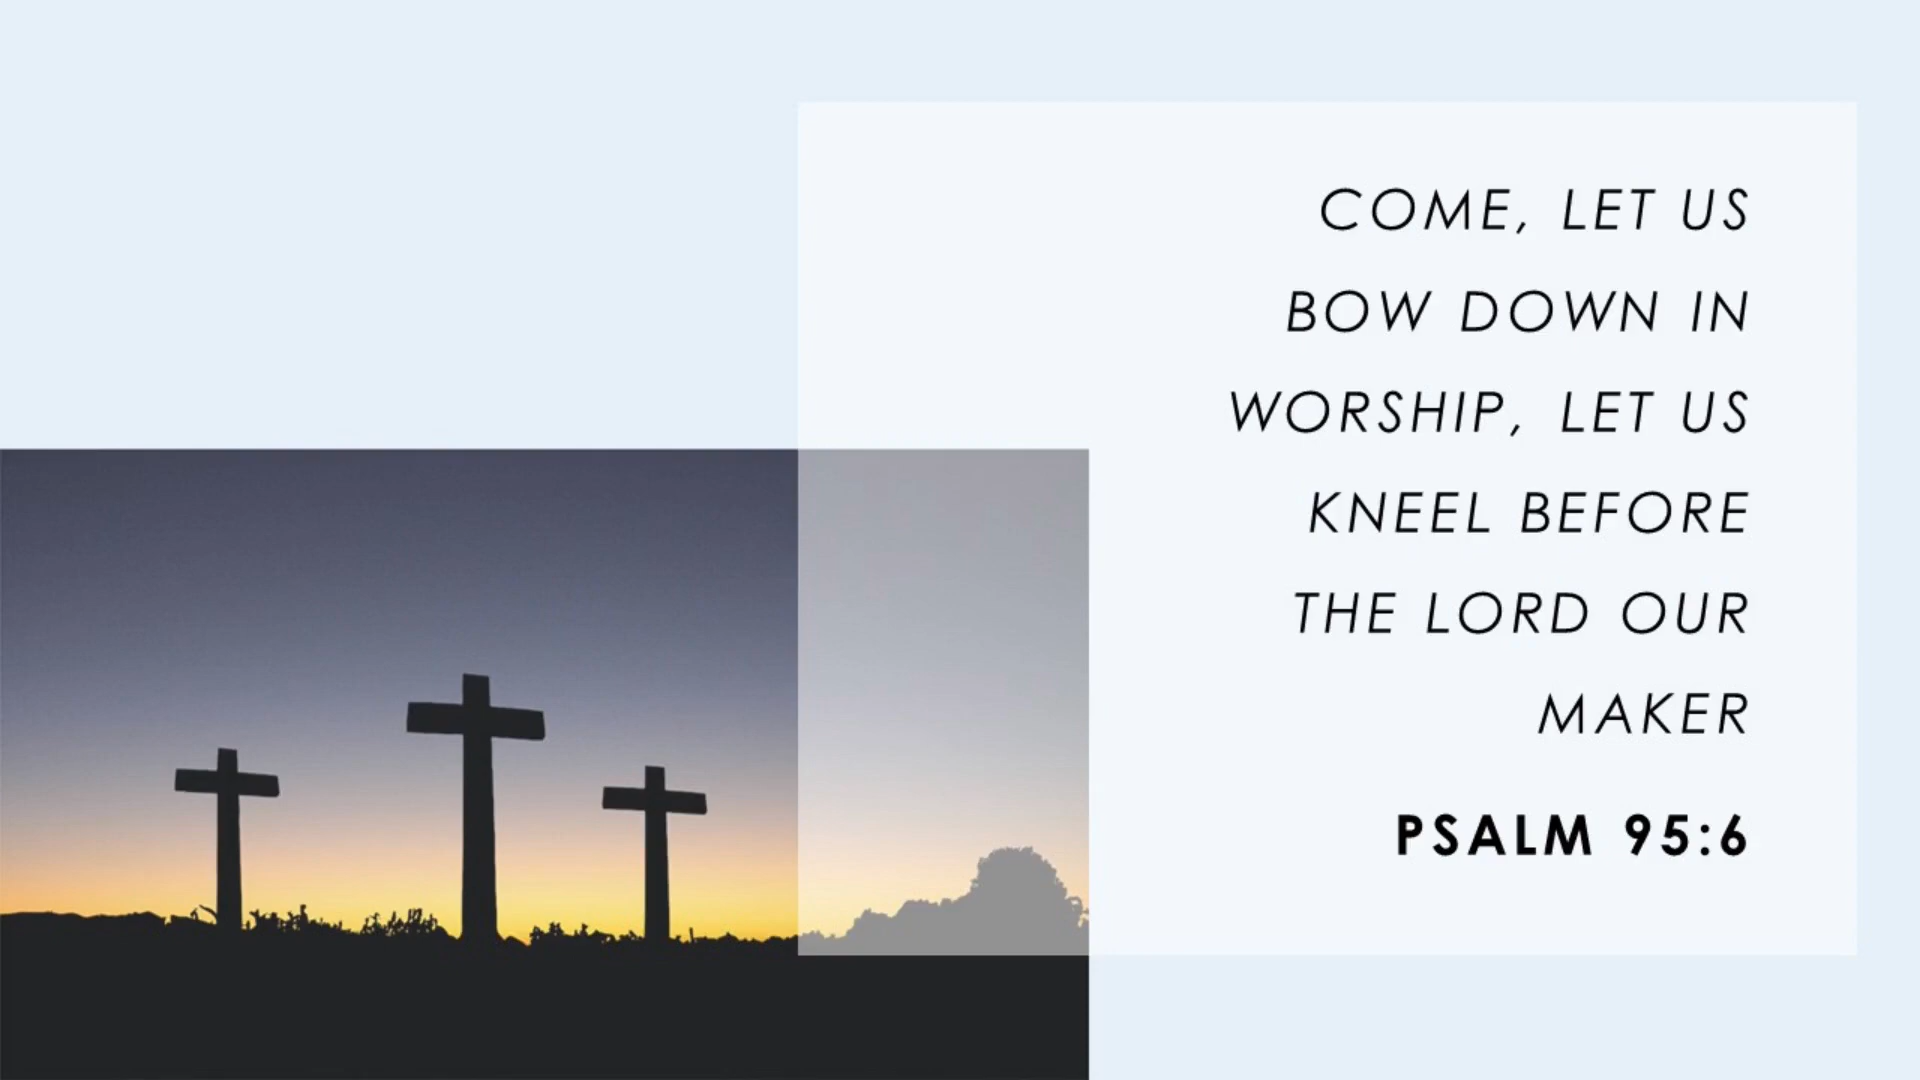 COME, LET US
BOW DOWN IN
WORSHIP, LET US
KNEEL BEFORE
THE LORD OUR
MAKER
PSALM 95:6